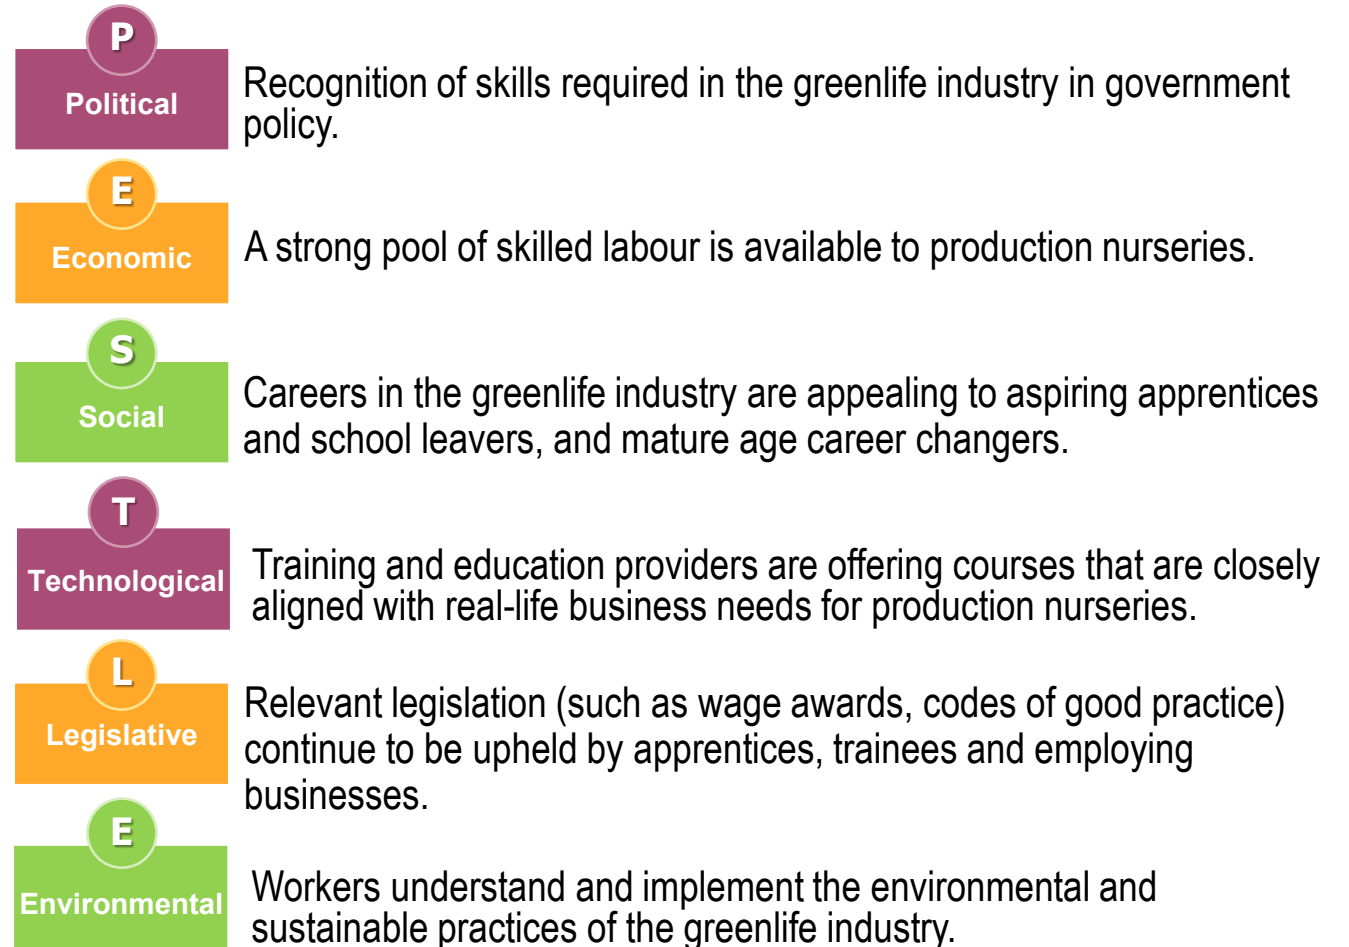 P
Political
Recognition of skills required in the greenlife industry in government
policy.
E
Economic
A strong pool of skilled labour is available to production nurseries.
S
Social
Careers in the greenlife industry are appealing to aspiring apprentices
and school leavers, and mature age career changers.
T
Technological
Training and education providers are offering courses that are closely
aligned with real-life business needs for production nurseries.
L
Legislative
Relevant legislation (such as wage awards, codes of good practice)
continue to be upheld by apprentices, trainees and employing
businesses.
E
Environmental
Workers understand and implement the environmental and
sustainable practices of the greenlife industry.